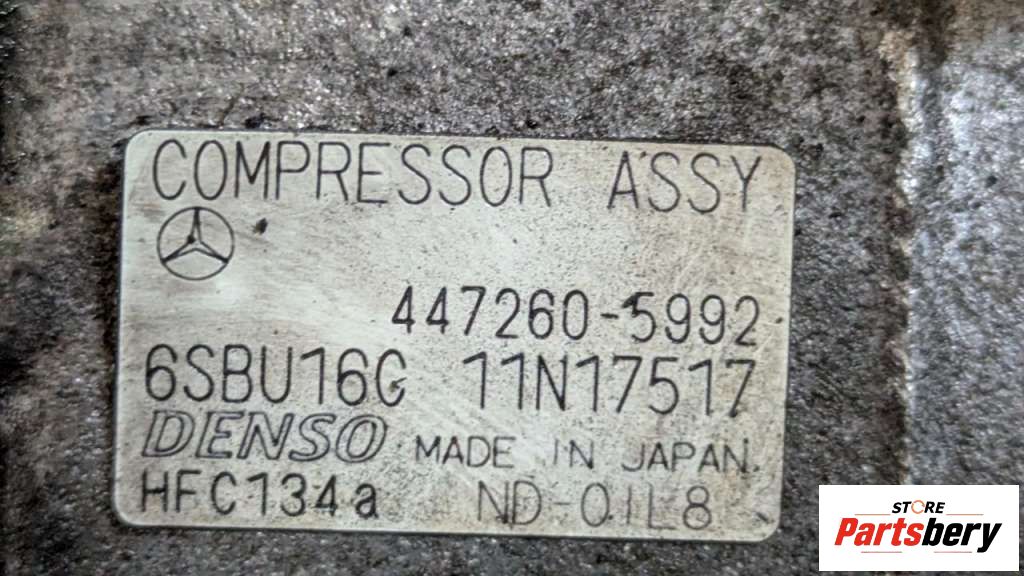 COMPRESSOR ASSY
447260-5992
6SBU16C 11N17517
DENSO MADE IN JAPAN.
HFC134a ND-OIL8
STORE
Partsbery